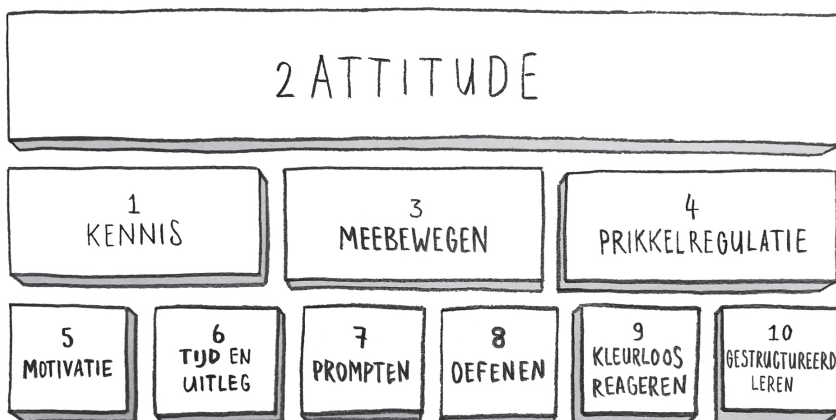 2 ATTITUDE
1
KENNIS
3
MEEBEWEGEN
4
PRIKKELREGULATIE
5
MOTIVATIE
6
TIJD EN
UITLEG
7
PROMPTEN
8
OEFENEN
9
KLEURLOOS
REAGEREN
10
GESTRUCTUREERD
LEREN